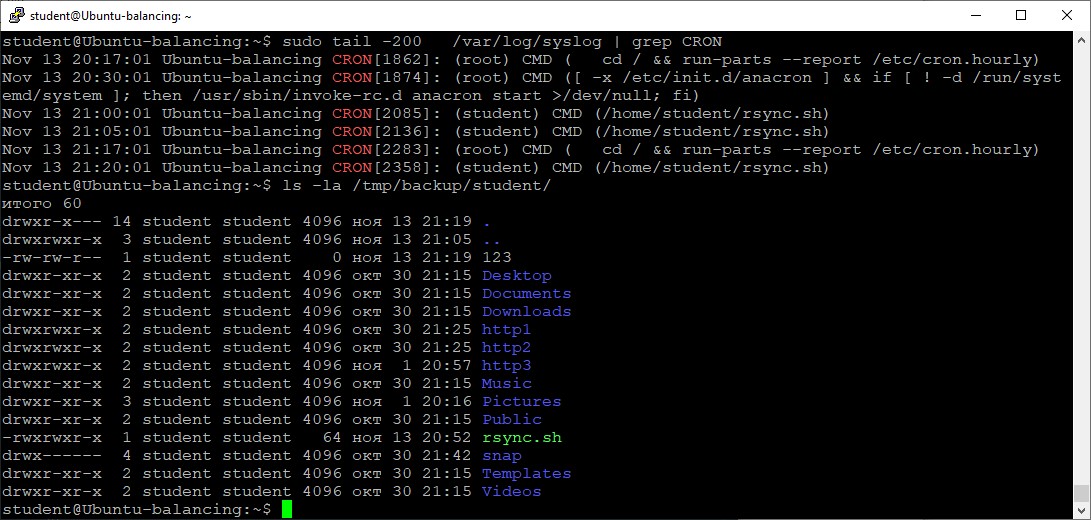 student@Ubuntu-balancing: ~
student@Ubuntu-balancing:~$ sudo tail -200   /var/log/syslog | grep CRON
Nov 13 20:17:01 Ubuntu-balancing CRON[1862]: (root) CMD (   cd / && run-parts --report /etc/cron.hourly)
Nov 13 20:30:01 Ubuntu-balancing CRON[1874]: (root) CMD ([ -x /etc/init.d/anacron ] && if [ ! -d /run/syst
emd/system ]; then /usr/sbin/invoke-rc.d anacron start >/dev/null; fi)
Nov 13 21:00:01 Ubuntu-balancing CRON[2085]: (student) CMD (/home/student/rsync.sh)
Nov 13 21:05:01 Ubuntu-balancing CRON[2136]: (student) CMD (/home/student/rsync.sh)
Nov 13 21:17:01 Ubuntu-balancing CRON[2283]: (root) CMD (   cd / && run-parts --report /etc/cron.hourly)
Nov 13 21:20:01 Ubuntu-balancing CRON[2358]: (student) CMD (/home/student/rsync.sh)
student@Ubuntu-balancing:~$ ls -la /tmp/backup/student/
итого 60
drwxr-x--- 14 student student 4096 ноя 13 21:19 .
drwxrwxr-x  3 student student 4096 ноя 13 21:05 ..
-rw-rw-r--  1 student student    0 ноя 13 21:19 123
drwxr-xr-x  2 student student 4096 окт 30 21:15 Desktop
drwxr-xr-x  2 student student 4096 окт 30 21:15 Documents
drwxr-xr-x  2 student student 4096 окт 30 21:15 Downloads
drwxrwxr-x  2 student student 4096 окт 30 21:25 http1
drwxrwxr-x  2 student student 4096 окт 30 21:25 http2
drwxrwxr-x  2 student student 4096 ноя  1 20:57 http3
drwxr-xr-x  2 student student 4096 окт 30 21:15 Music
drwxr-xr-x  3 student student 4096 ноя  1 20:16 Pictures
drwxr-xr-x  2 student student 4096 окт 30 21:15 Public
-rwxrwxr-x  1 student student   64 ноя 13 20:52 rsync.sh
drwx------  4 student student 4096 окт 30 21:42 snap
drwxr-xr-x  2 student student 4096 окт 30 21:15 Templates
drwxr-xr-x  2 student student 4096 окт 30 21:15 Videos
student@Ubuntu-balancing:~$